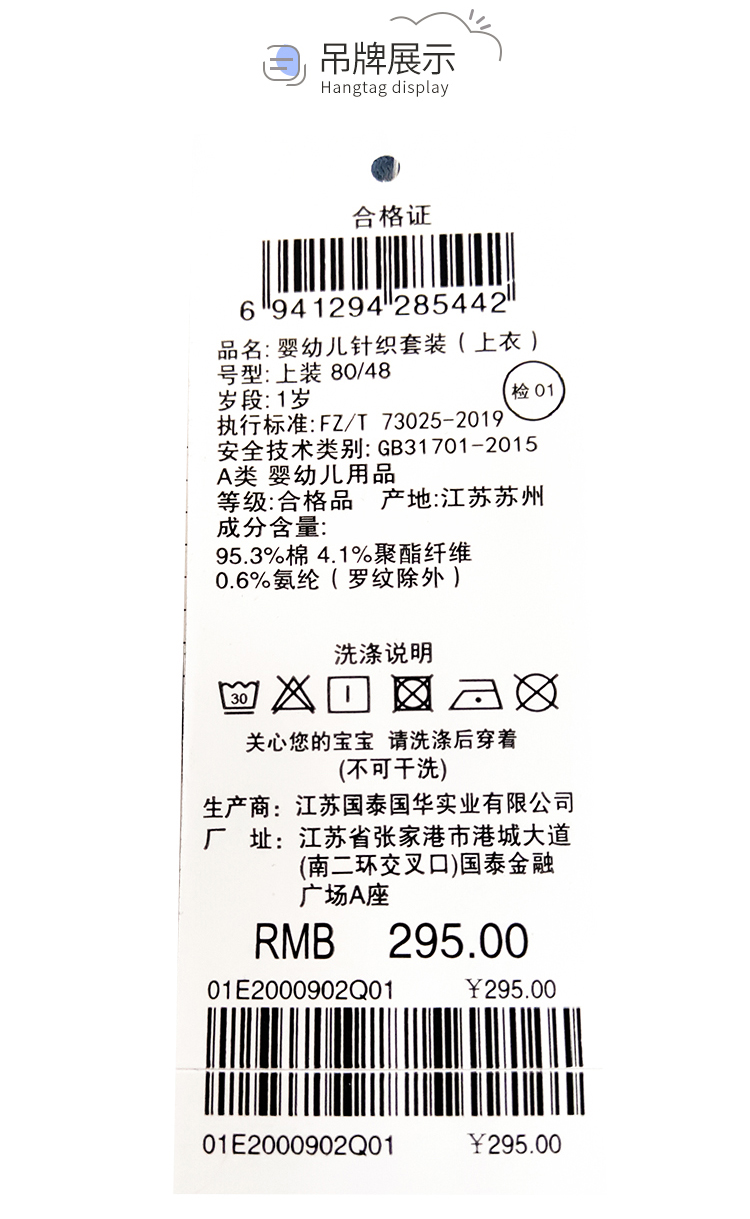 吊牌展示
Hangtag display
合格证
6 941294 285442
品名: 婴幼儿针织套装（上衣）
号型: 上装 80/48
检 01
岁段: 1岁
执行标准: FZ/T 73025-2019
安全技术类别: GB31701-2015
A类 婴幼儿用品
等级:合格品 产地:江苏苏州
成分含量:
95.3%棉 4.1%聚酯纤维
0.6%氨纶（罗纹除外）
洗涤说明
30
关心您的宝宝 请洗涤后穿着
(不可干洗)
生产商：江苏国泰国华实业有限公司
厂 址：江苏省张家港市港城大道
(南二环交叉口)国泰金融
广场A座
RMB 295.00
01E2000902Q01 ￥295.00
01E2000902Q01 ￥295.00